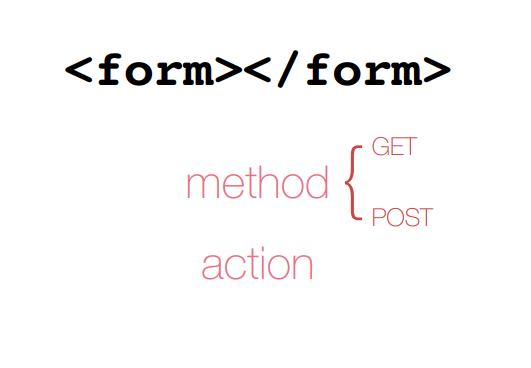 <form></form>
method
GET
POST
action